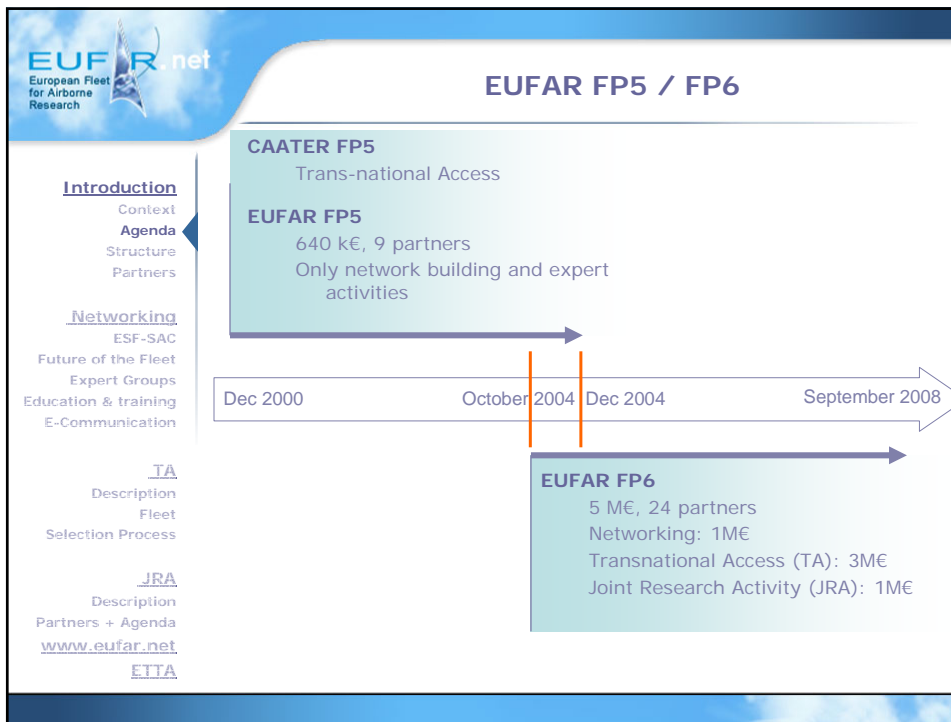 EUFAR.net
European Fleet
for Airborne
Research
EUFAR FP5 / FP6
Introduction
Context
Agenda
Structure
Partners
Networking
ESF-SAC
Future of the Fleet
Expert Groups
Education & training
E-Communication
TA
Description
Fleet
Selection Process
JRA
Description
Partners + Agenda
www.eufar.net
ETTA
CAATER FP5
Trans-national Access
EUFAR FP5
640 k€, 9 partners
Only network building and expert
activities
Dec 2000 October 2004 Dec 2004 September 2008
EUFAR FP6
5 M€, 24 partners
Networking: 1M€
Transnational Access (TA): 3M€
Joint Research Activity (JRA): 1M€